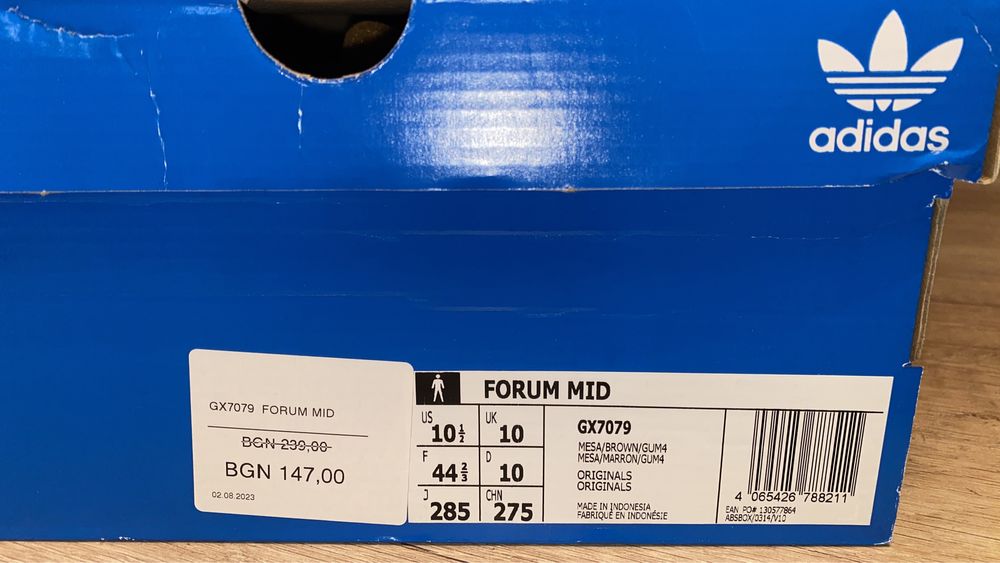 adidas
GX7079 FORUM MID
BGN 239,00
BGN 147,00
02.08.2023
FORUM MID
US 10½
UK 10
F 44⅔
D 10
J 285
CHN 275
GX7079
MESA/BROWN/GUM4
MESA/MARRON/GUM4
ORIGINALS
ORIGINALS
MADE IN INDONESIA
FABRIQUÉ EN INDONÉSIE
4 065426 788211
EAN PO# 130577864
ABSBOX/0314/V10